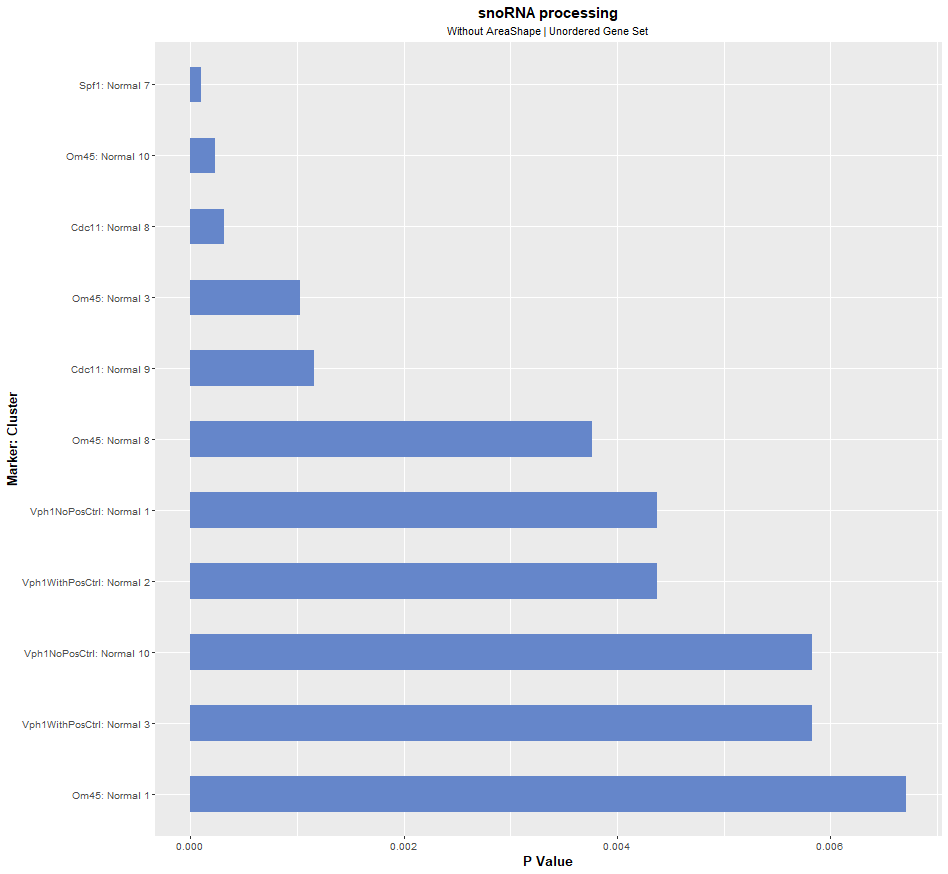 snoRNA processing
Without AreaShape | Unordered Gene Set
Marker: Cluster
Spf1: Normal 7
Om45: Normal 10
Cdc11: Normal 8
Om45: Normal 3
Cdc11: Normal 9
Om45: Normal 8
Vph1NoPosCtrl: Normal 1
Vph1WithPosCtrl: Normal 2
Vph1NoPosCtrl: Normal 10
Vph1WithPosCtrl: Normal 3
Om45: Normal 1
0.000 0.002 0.004 0.006
P Value